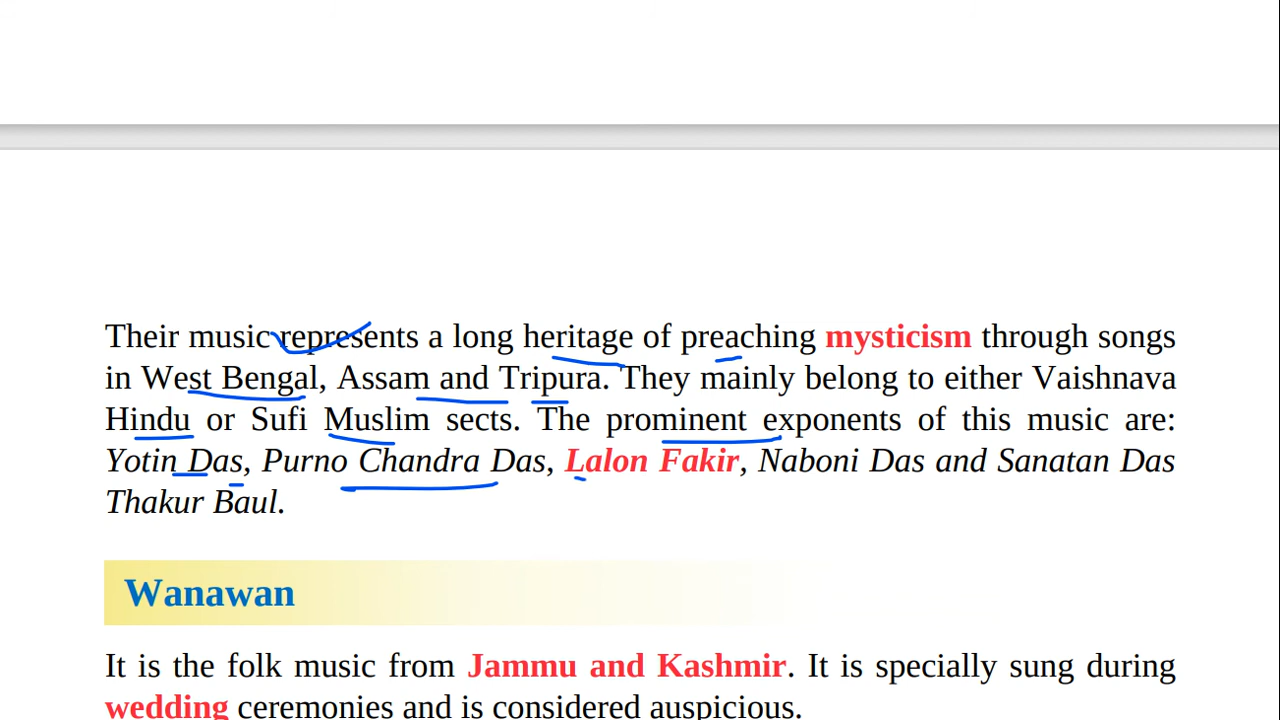 Their music represents a long heritage of preaching mysticism through songs
in West Bengal, Assam and Tripura. They mainly belong to either Vaishnava
Hindu or Sufi Muslim sects. The prominent exponents of this music are:
Yotin Das, Purno Chandra Das, Lalon Fakir, Naboni Das and Sanatan Das
Thakur Baul.
Wanawan
It is the folk music from Jammu and Kashmir. It is specially sung during
wedding ceremonies and is considered auspicious.